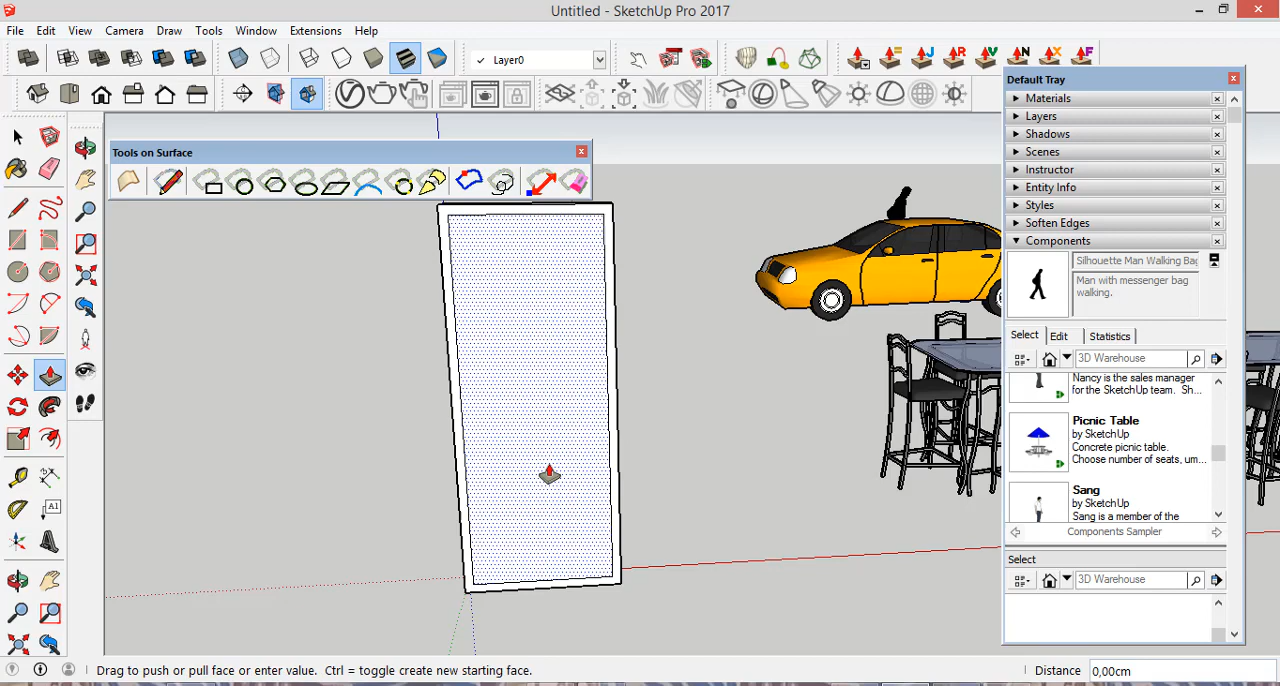 Untitled - SketchUp Pro 2017
File Edit View Camera Draw Tools Window Extensions Help
Layer0
Tools on Surface
Default Tray
Materials
Layers
Shadows
Scenes
Instructor
Entity Info
Styles
Soften Edges
Components
Silhouette Man Walking Bag
Man with messenger bag
walking.
Select Edit Statistics
3D Warehouse
Nancy is the sales manager
for the SketchUp team. Sh...
Picnic Table
by SketchUp
Concrete picnic table.
Choose number of seats, um...
Sang
by SketchUp
Sang is a member of the
Components Sampler
Select
3D Warehouse
J R V N X F
A1
Drag to push or pull face or enter value. Ctrl = toggle create new starting face.
Distance 0,00cm